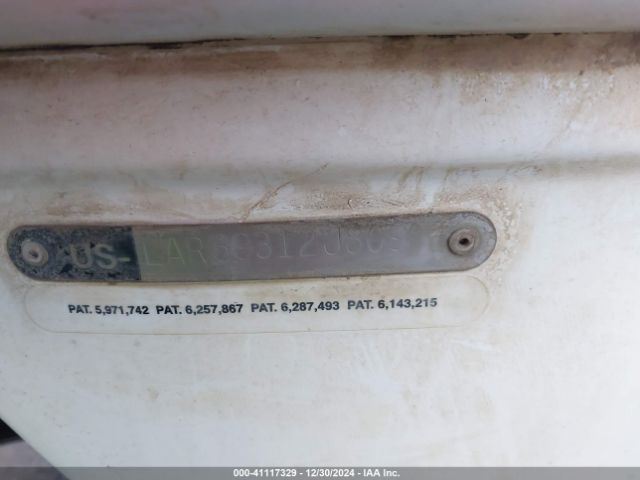 US-
PAT. 5,971,742 PAT. 6,257,867 PAT. 6,287,493 PAT. 6,143,215
000-41117329 - 12/30/2024 - IAA Inc.